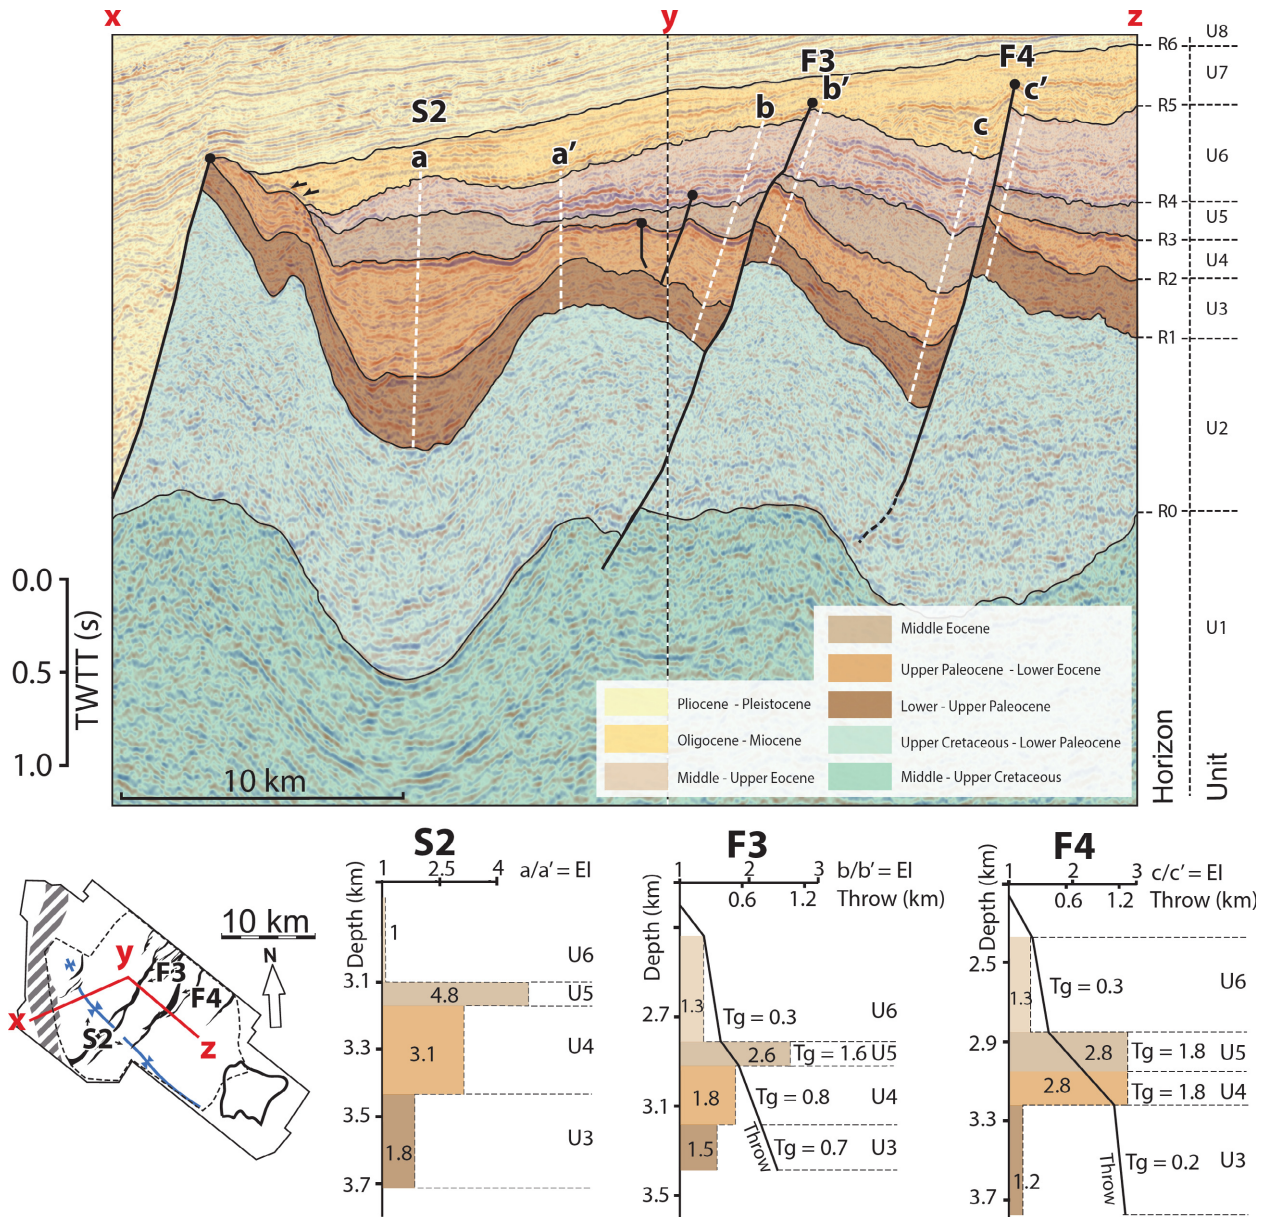 x y z
U8
R6
F3 F4 U7
b'
S2 b c' R5
a a' c U6
R4
U5
R3
U4
R2
U3
R1
U2
R0
0.0
0.5
1.0
TWTT (s)
U1
Middle Eocene
Upper Paleocene - Lower Eocene
Pliocene - Pleistocene
Lower - Upper Paleocene
Oligocene - Miocene
Upper Cretaceous - Lower Paleocene
Middle - Upper Eocene
Middle - Upper Cretaceous
10 km
Horizon
Unit
10 km
N
x
y
z
F3
F4
S2
S2
1 2.5 4 a/a' = EI
Depth (km)
1 U6
3.1
4.8 U5
3.3
3.1 U4
3.5
1.8 U3
3.7
F3
1 2 3 b/b' = EI
0.6 1.2 Throw (km)
Depth (km)
1.3 Tg = 0.3 U6
2.7
2.6 Tg = 1.6 U5
1.8 Tg = 0.8 U4
3.1
1.5 Throw Tg = 0.7 U3
3.5
F4
1 2 3 c/c' = EI
0.6 1.2 Throw (km)
Depth (km)
2.5
1.3 Tg = 0.3 U6
2.9
2.8 Tg = 1.8 U5
2.8 Tg = 1.8 U4
3.3
1.2 Throw Tg = 0.2 U3
3.7